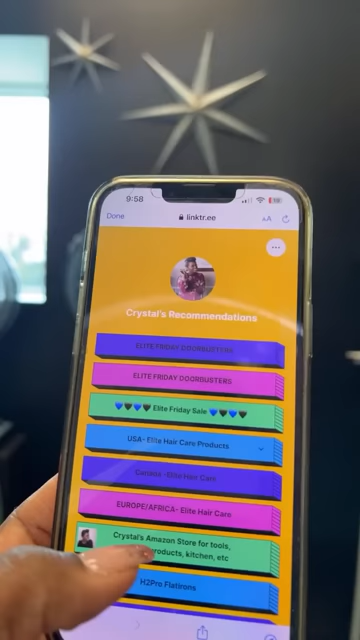 9:58
Done
linktr.ee
AA
Crystal's Recommendations
ELITE FRIDAY DOORBUSTERS
ELITE FRIDAY DOORBUSTERS
💙🖤💙🖤 Elite Friday Sale 💙🖤💙🖤
USA- Elite Hair Care Products
Canada -Elite Hair Care
EUROPE/AFRICA- Elite Hair Care
Crystal's Amazon Store for tools,
products, kitchen, etc
H2Pro Flatirons